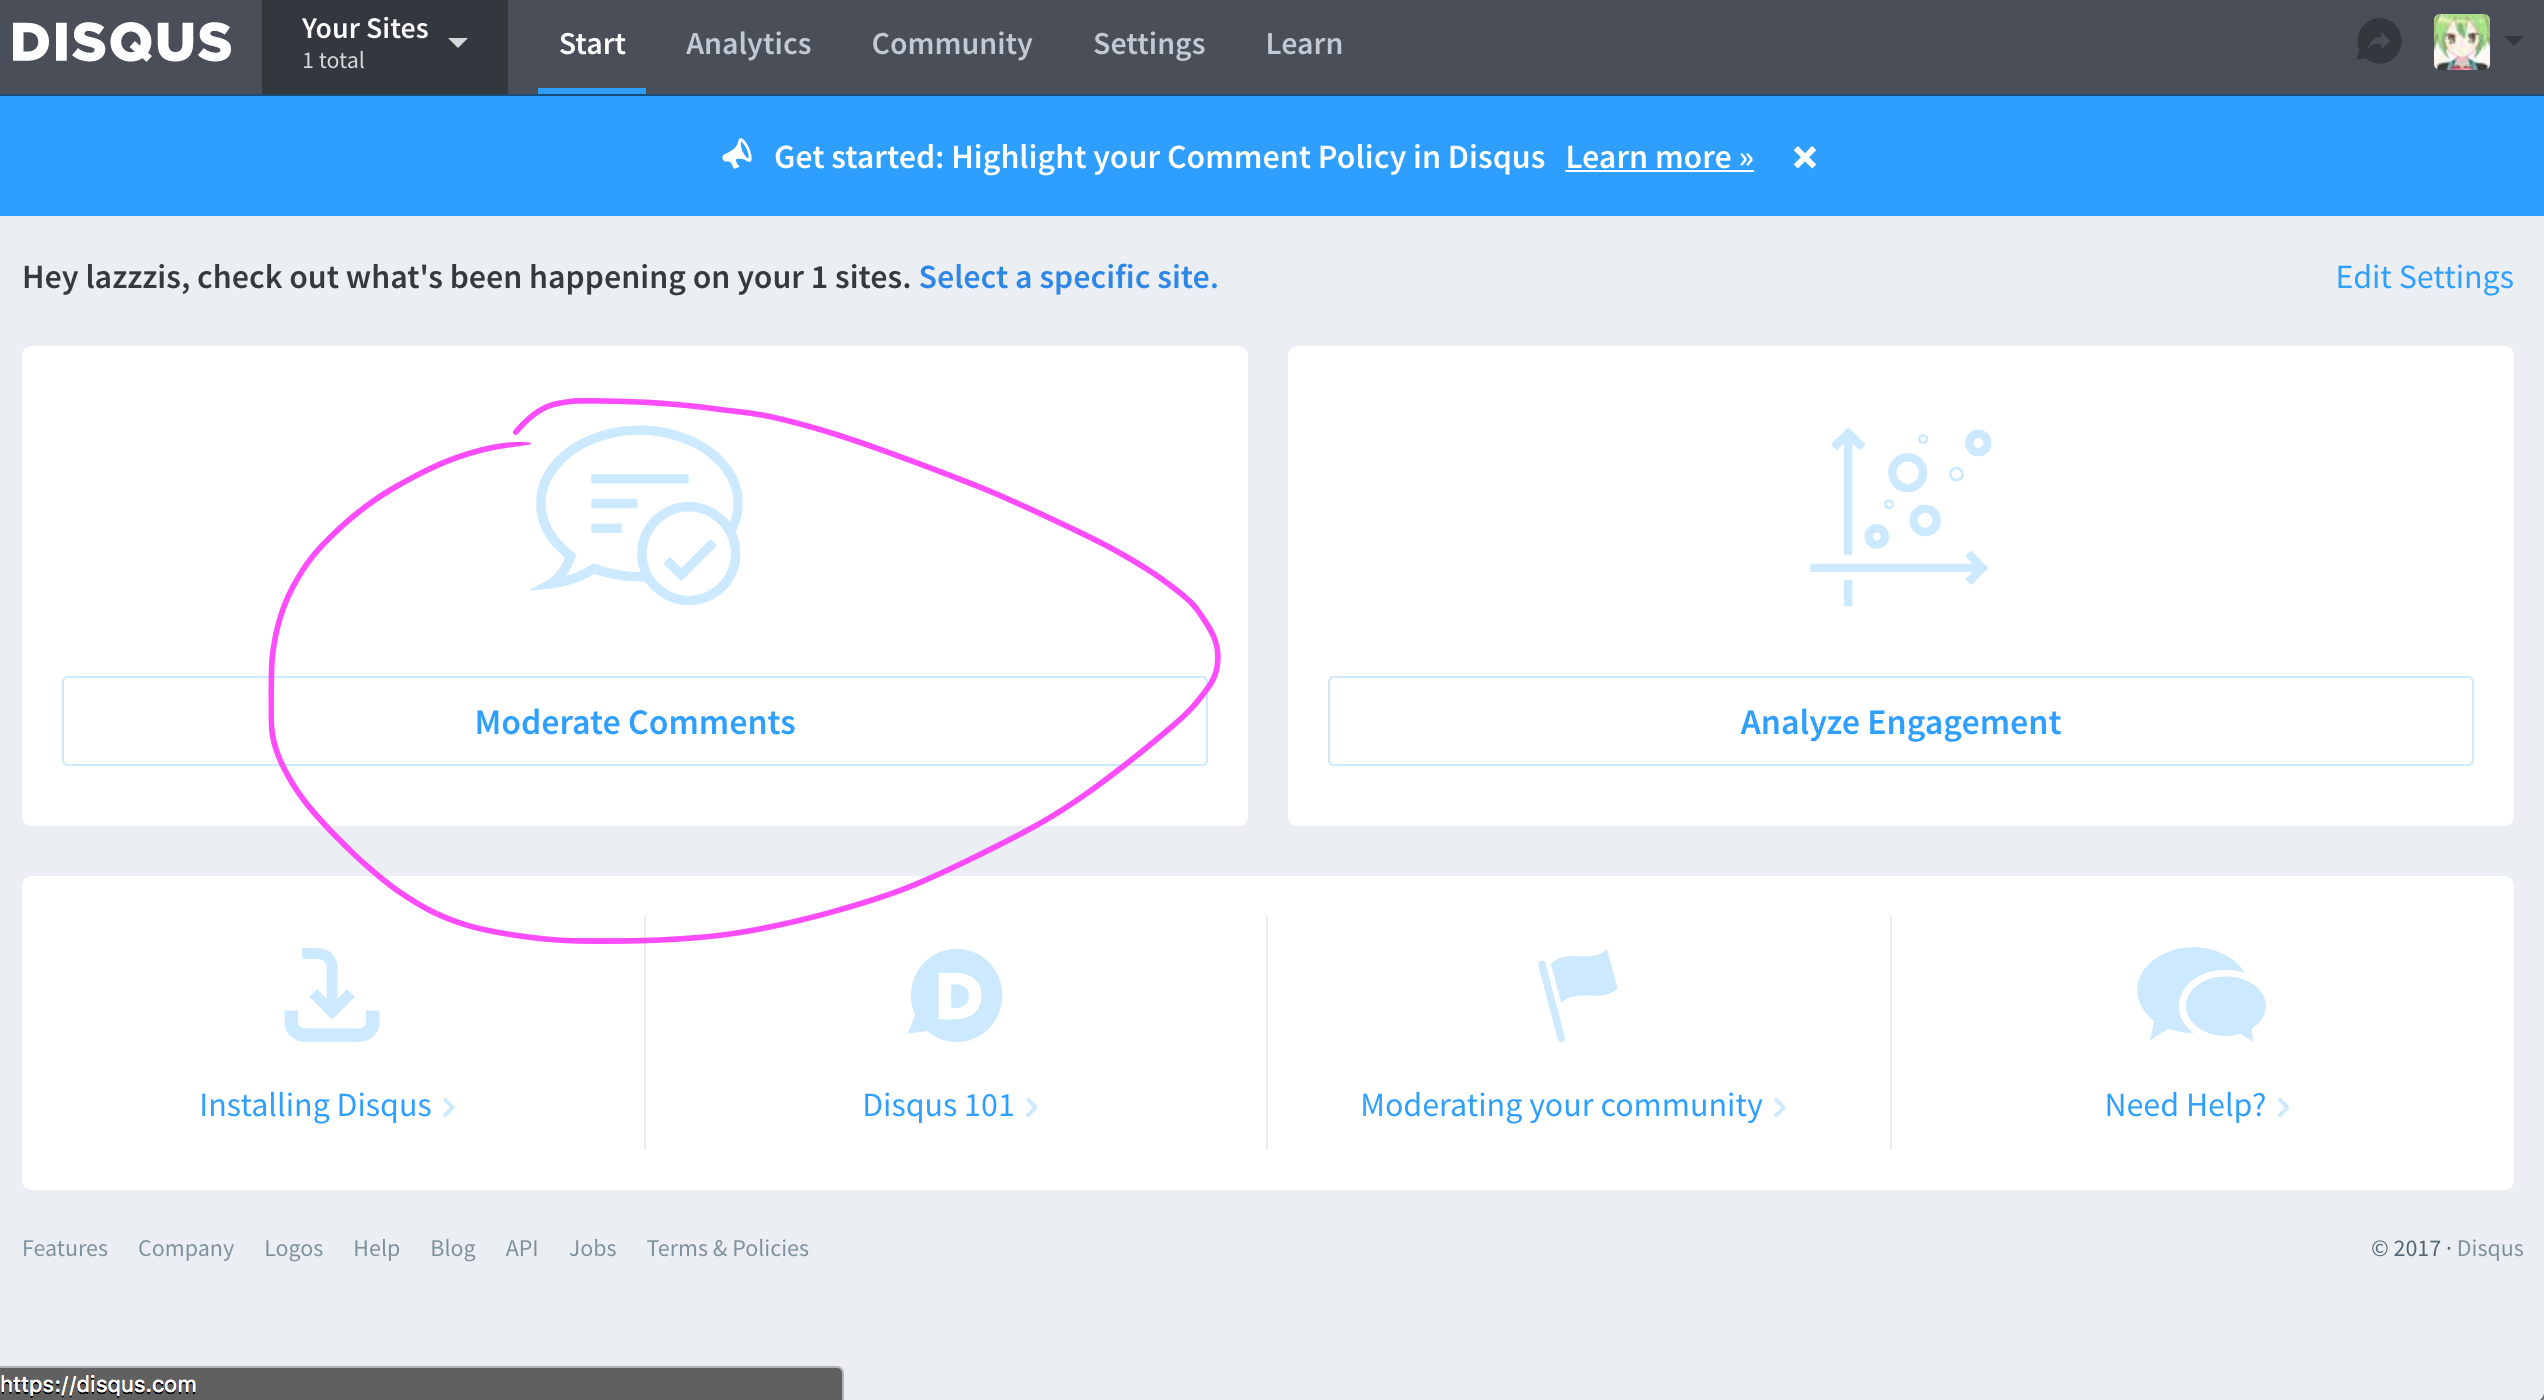 DISQUS
Your Sites
1 total
Start
Analytics
Community
Settings
Learn
Get started: Highlight your Comment Policy in Disqus Learn more »
Hey lazzzis, check out what's been happening on your 1 sites. Select a specific site.
Edit Settings
Moderate Comments
Analyze Engagement
D
Installing Disqus
Disqus 101
Moderating your community
Need Help?
Features Company Logos Help Blog API Jobs Terms & Policies
© 2017 · Disqus
https://disqus.com